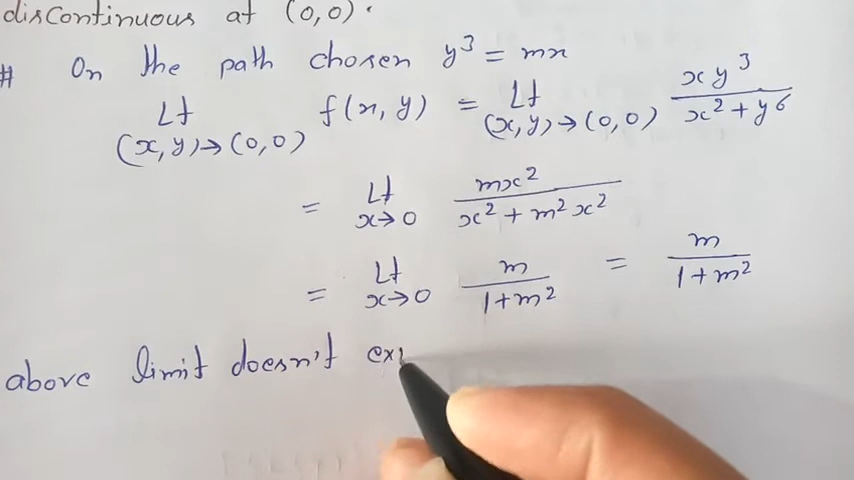 discontinuous at (0,0).
# On the path chosen y³ = mx
Lt (x,y)→(0,0) f(x,y) = Lt (x,y)→(0,0) xy³/x²+y⁶
= Lt x→0 mx²/x²+m²x²
= Lt x→0 m/1+m² = m/1+m²
above limit doesn't exi